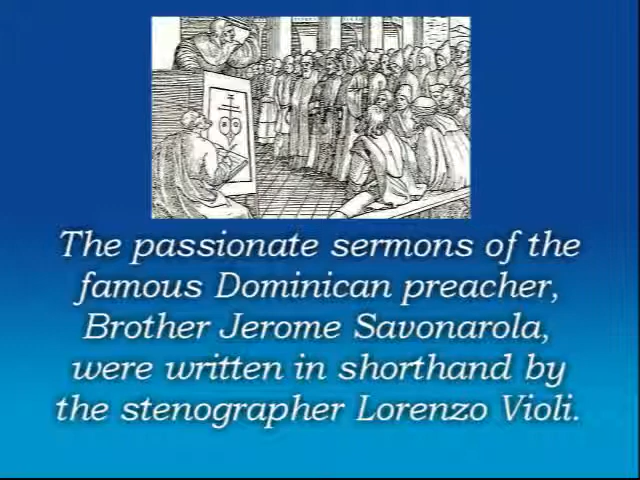 The passionate sermons of the
famous Dominican preacher,
Brother Jerome Savonarola,
were written in shorthand by
the stenographer Lorenzo Violi.